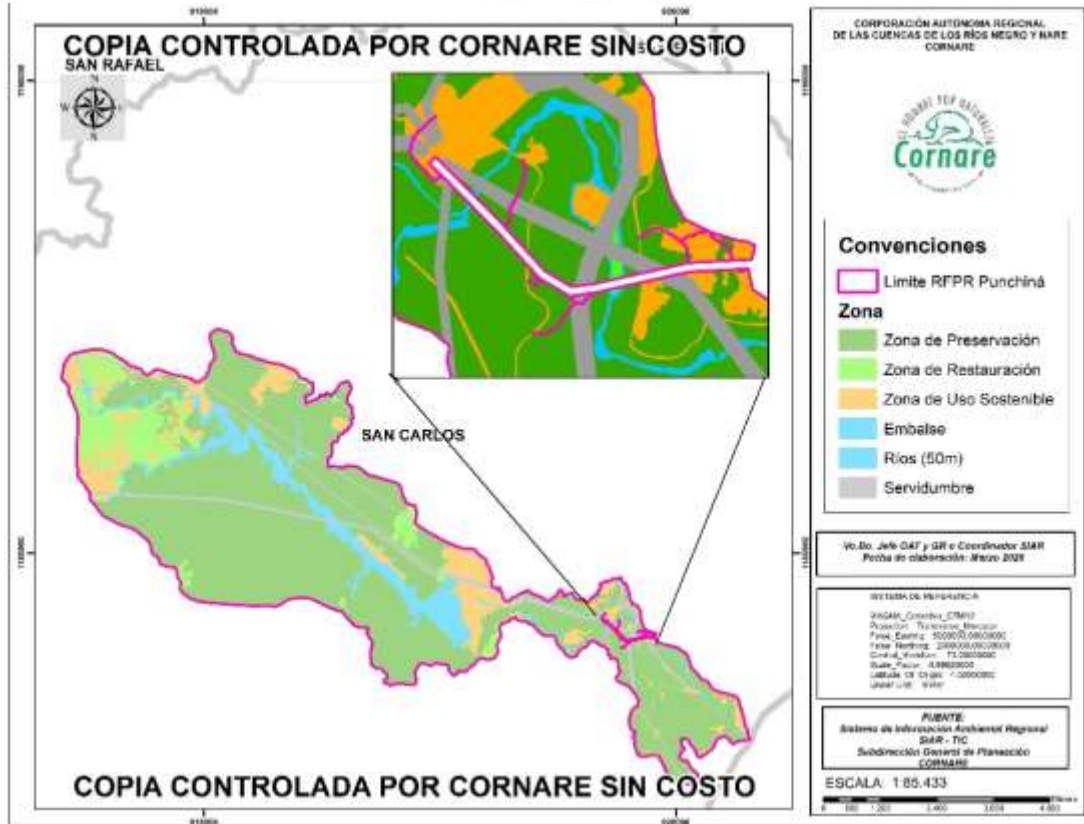 COPIA CONTROLADA POR CORNARE SIN COSTO
SAN RAFAEL
SAN CARLOS
COPIA CONTROLADA POR CORNARE SIN COSTO
CORPORACIÓN AUTÓNOMA REGIONAL
DE LAS CUENCAS DE LOS RÍOS NEGRO Y NARE
CORNARE
Cornare
Convenciones
Limite RFPR Punchiná
Zona
Zona de Preservación
Zona de Restauración
Zona de Uso Sostenible
Embalse
Ríos (50m)
Servidumbre
Vo.Bo. Jefe OAT y GR o Coordinador SIAR
Fecha de elaboración: Marzo
SISTEMA DE REFERENCIA
FUENTE:
Sistema de Información Ambiental Regional
SIAR - TIC
Subdirección General de Planeación
CORNARE
ESCALA: 1:85.433